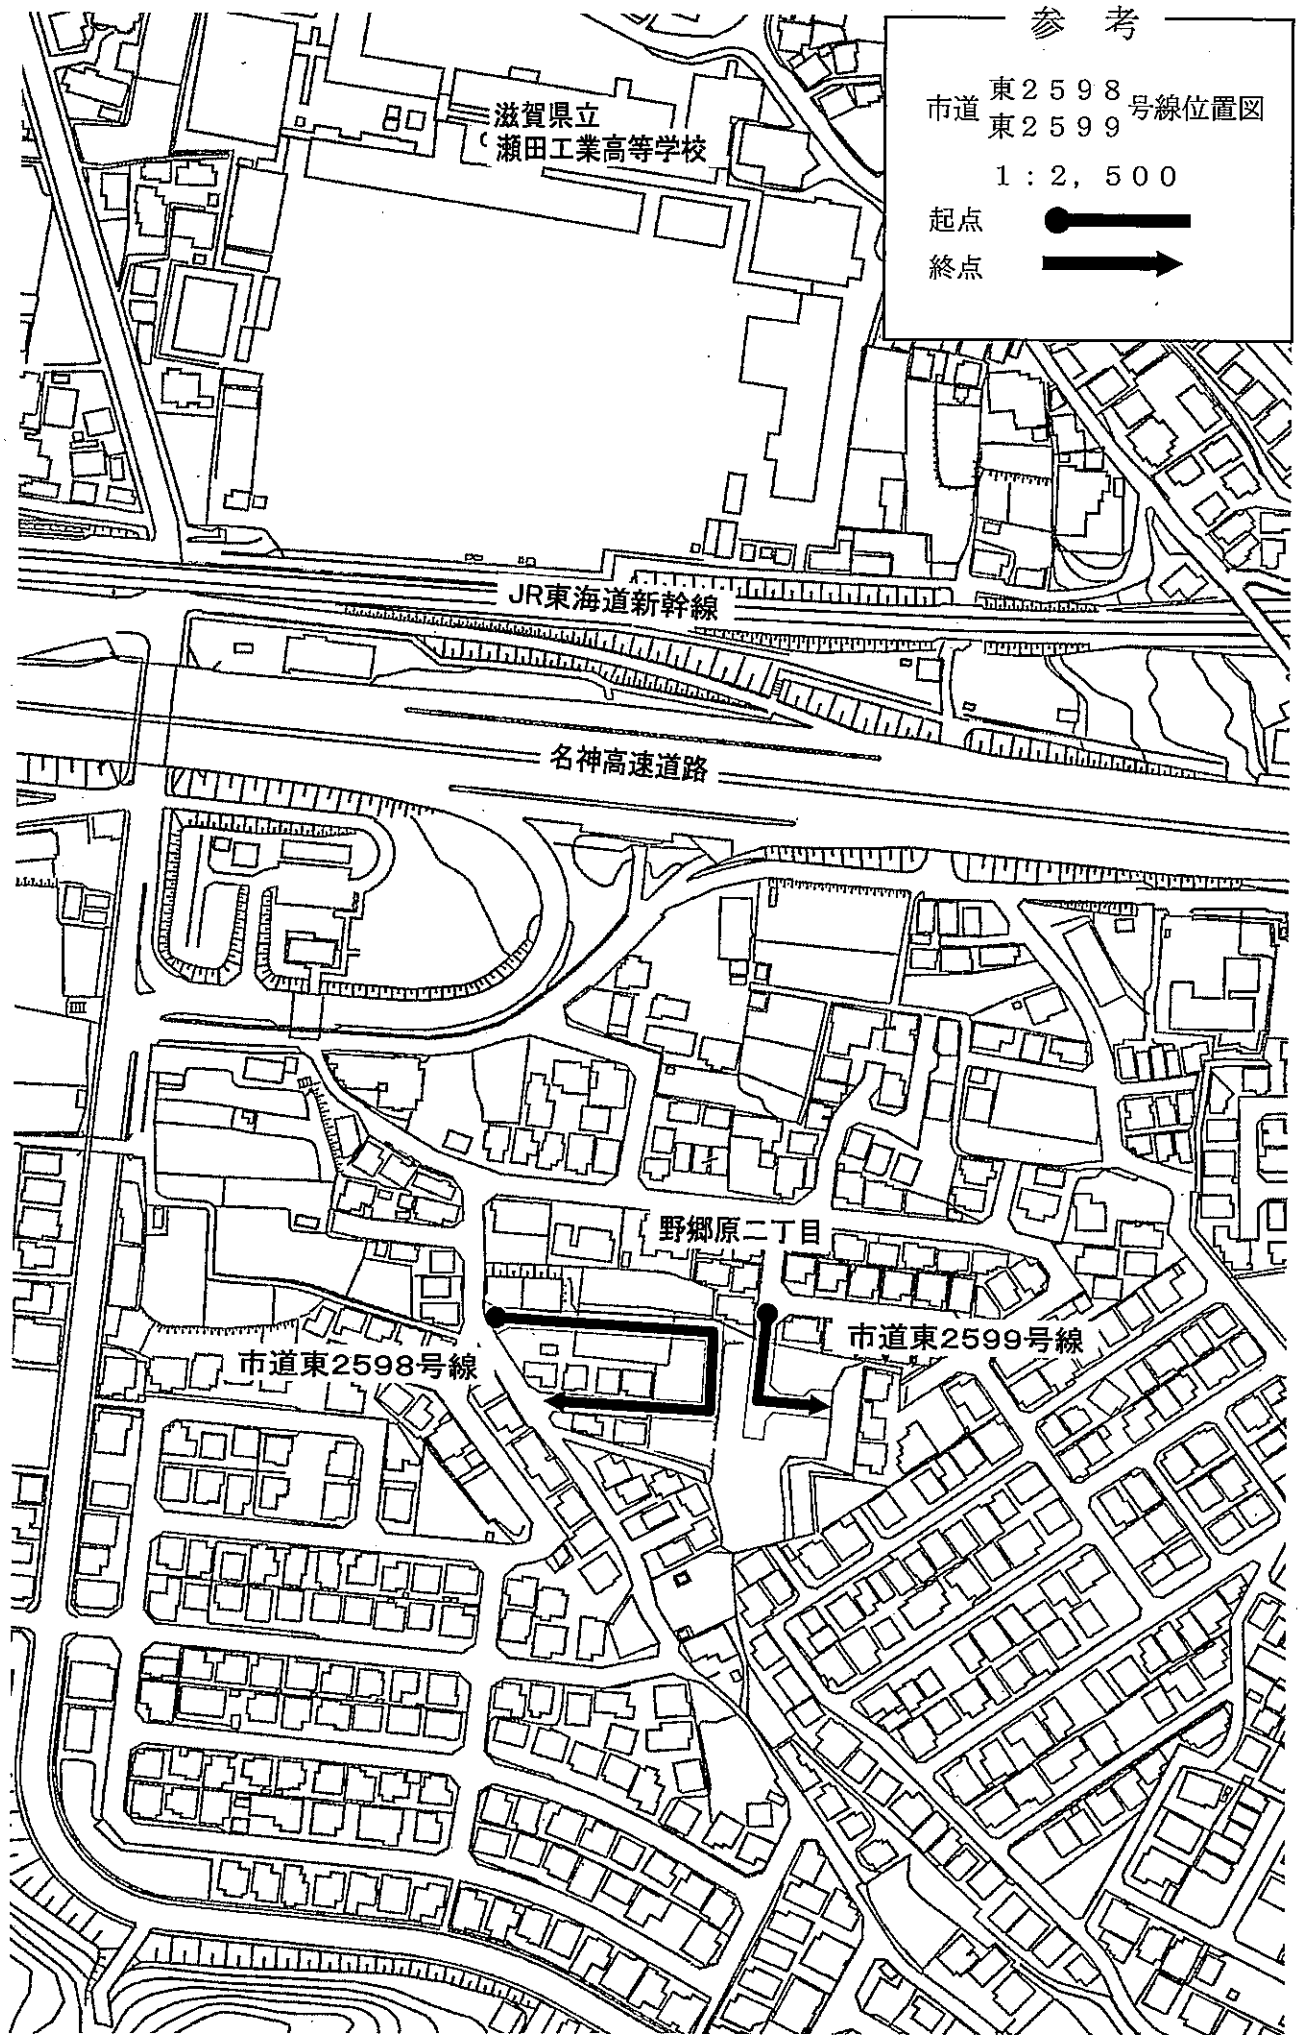 参考
市道 東2598 号線位置図
東2599
1:2,500
起点
終点
滋賀県立
瀬田工業高等学校
JR東海道新幹線
名神高速道路
野郷原二丁目
市道東2599号線
市道東2598号線